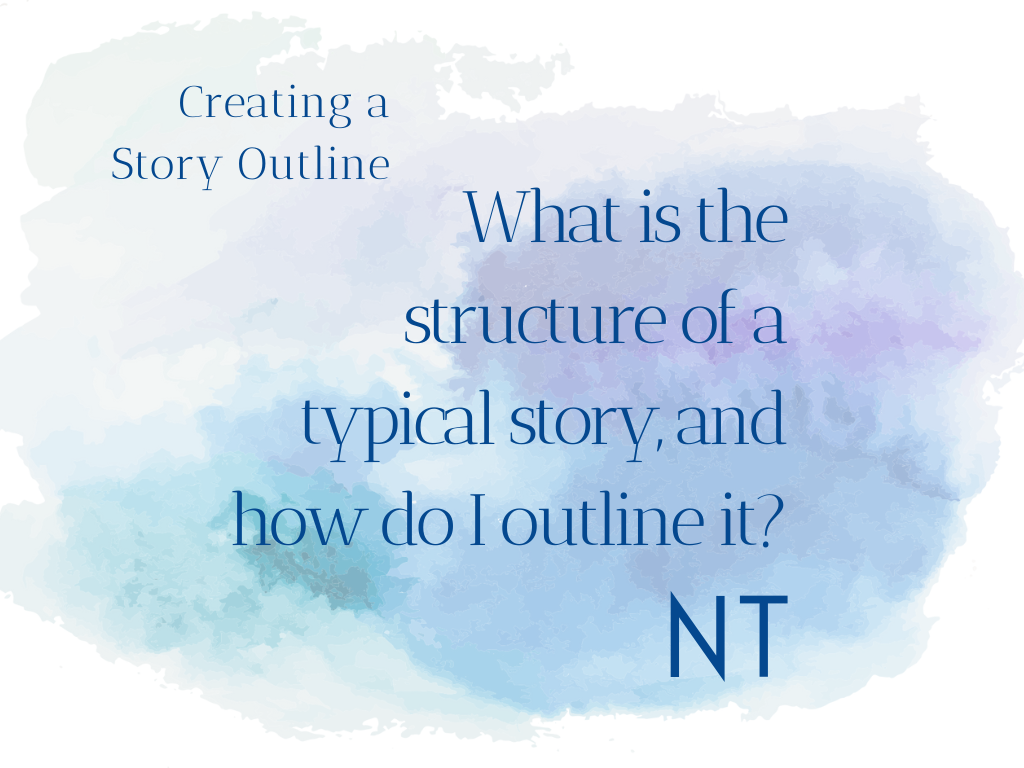 Creating a
Story Outline
What is the
structure of a
typical story, and
how do I outline it?
NT